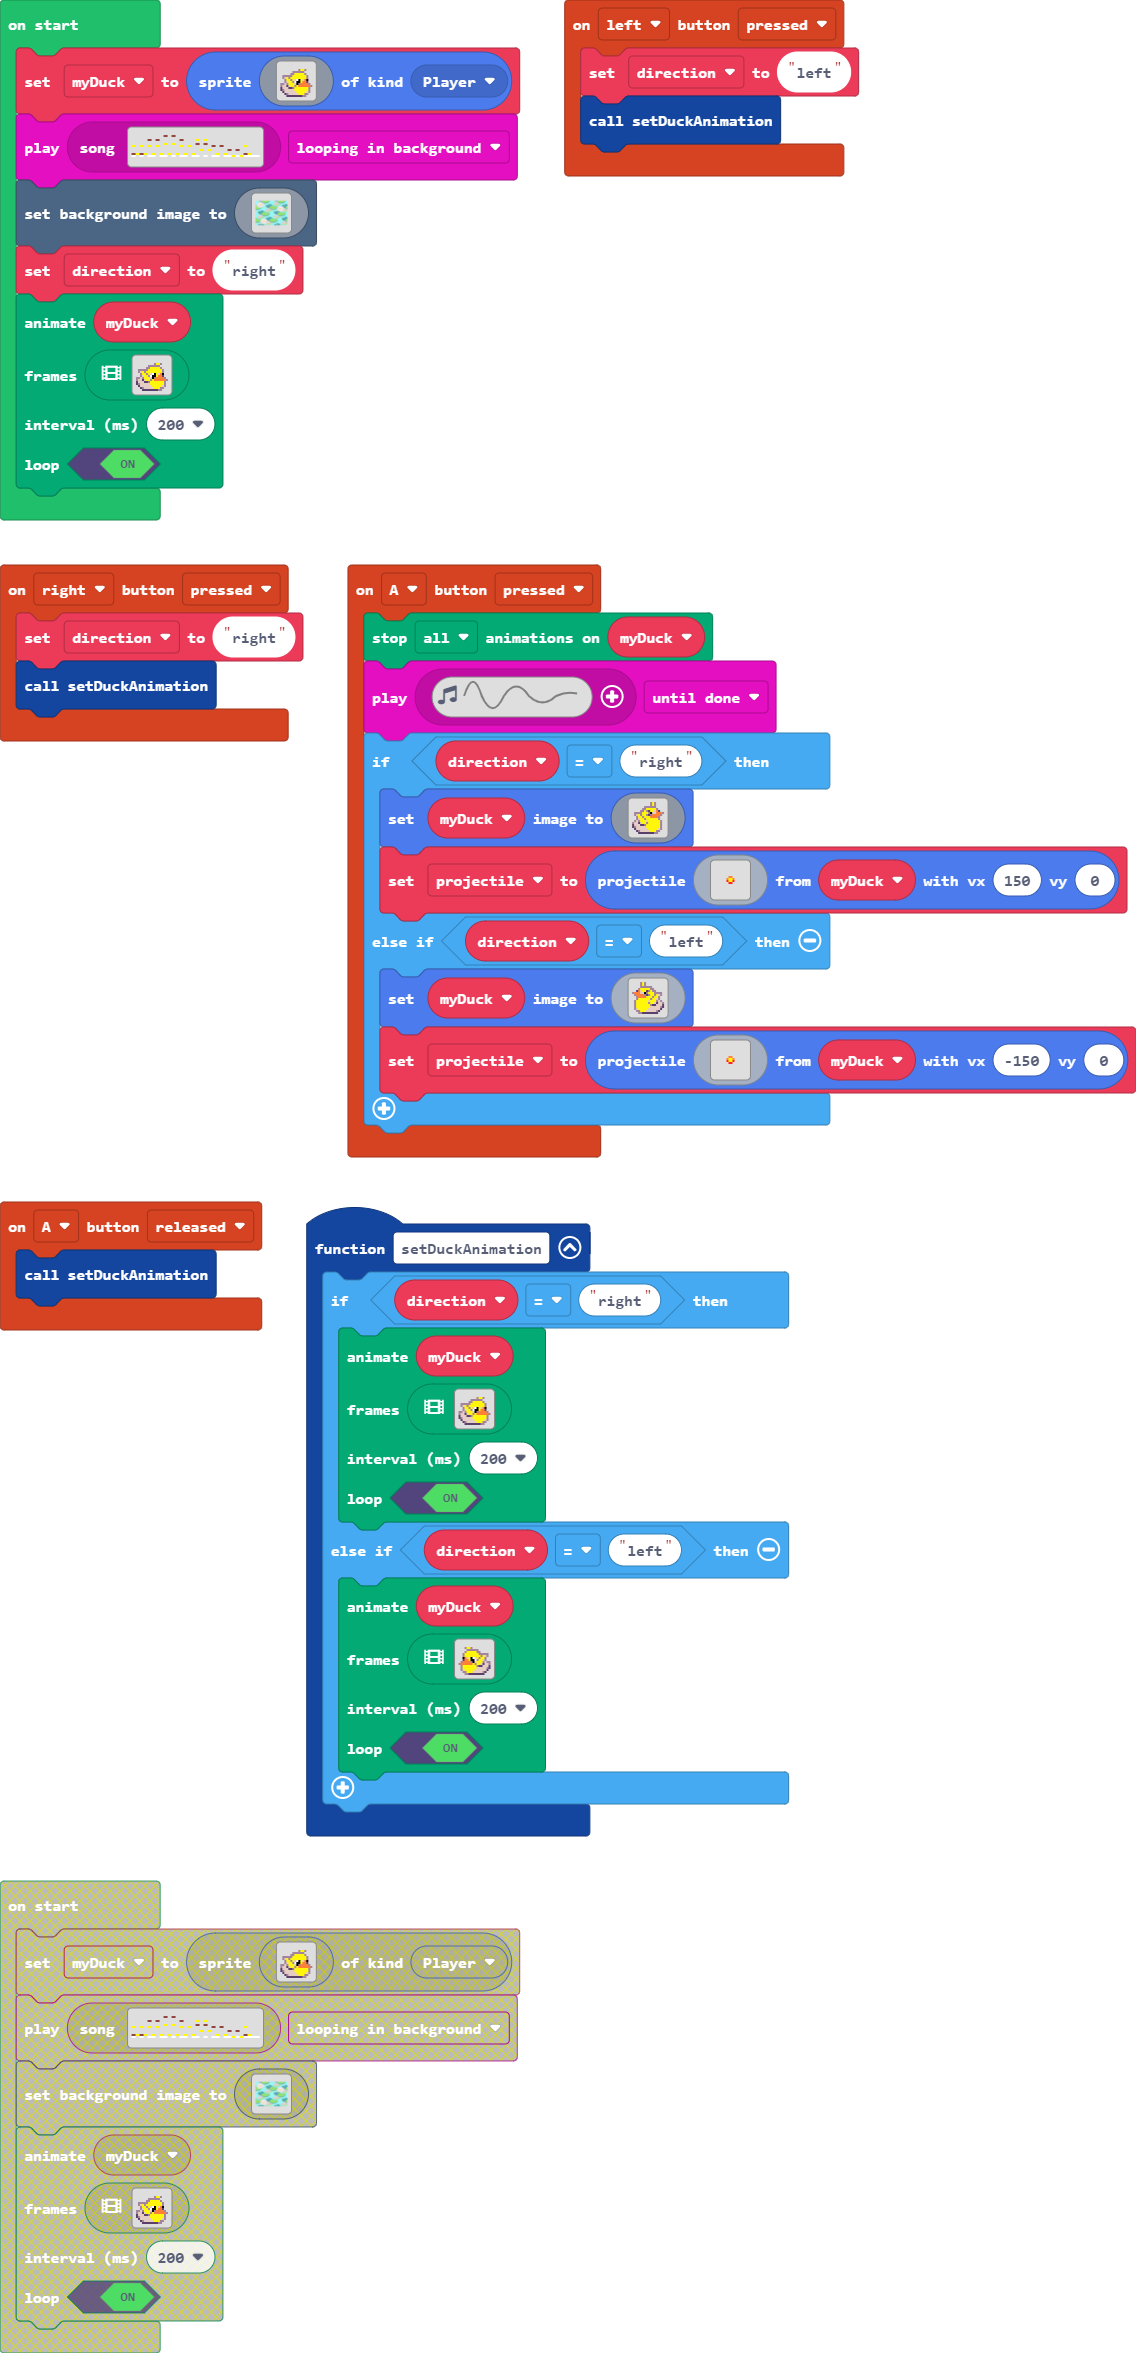 on start
set myDuck to sprite of kind Player
play song looping in background
set background image to
set direction to "right"
animate myDuck
frames
interval (ms) 200
loop ON
on left button pressed
set direction to "left"
call setDuckAnimation
on right button pressed
set direction to "right"
call setDuckAnimation
on A button pressed
stop all animations on myDuck
play until done
if direction = "right" then
set myDuck image to
set projectile to projectile from myDuck with vx 150 vy 0
else if direction = "left" then
set myDuck image to
set projectile to projectile from myDuck with vx -150 vy 0
on A button released
call setDuckAnimation
function setDuckAnimation
if direction = "right" then
animate myDuck
frames
interval (ms) 200
loop ON
else if direction = "left" then
animate myDuck
frames
interval (ms) 200
loop ON
on start
set myDuck to sprite of kind Player
play song looping in background
set background image to
animate myDuck
frames
interval (ms) 200
loop ON